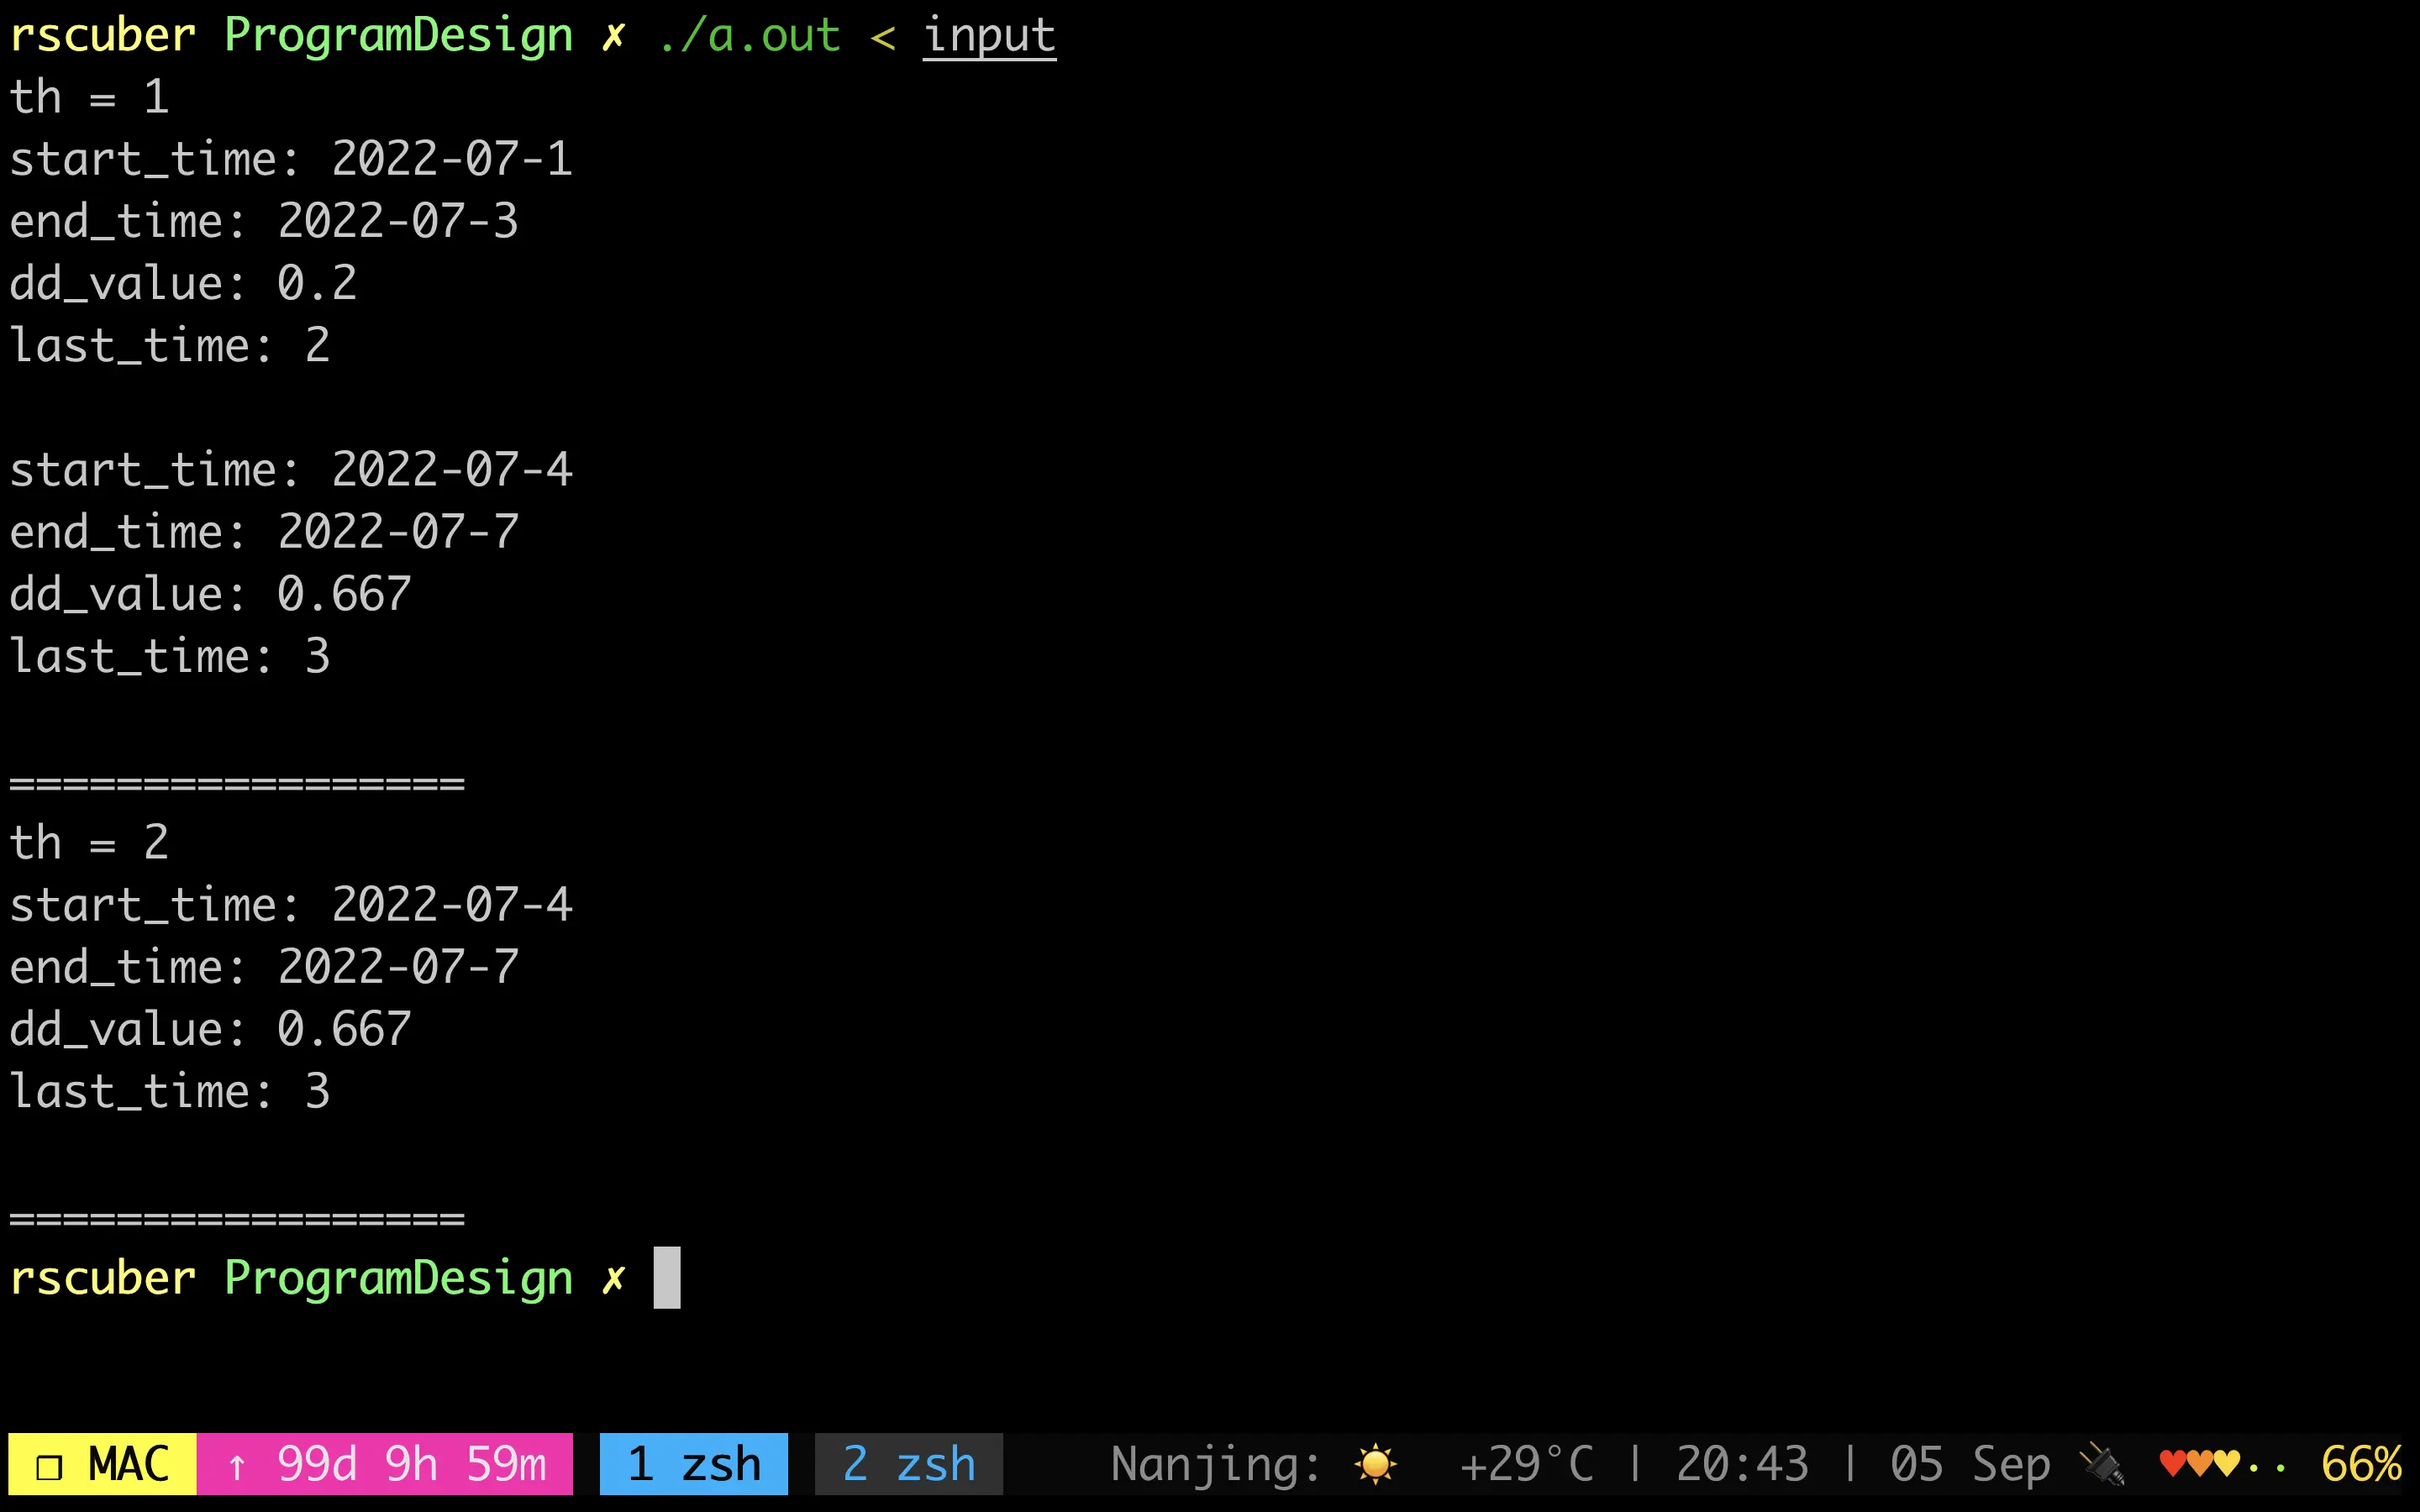 rscuber ProgramDesign ✗ ./a.out < input
th = 1
start_time: 2022-07-1
end_time: 2022-07-3
dd_value: 0.2
last_time: 2
start_time: 2022-07-4
end_time: 2022-07-7
dd_value: 0.667
last_time: 3
=================
th = 2
start_time: 2022-07-4
end_time: 2022-07-7
dd_value: 0.667
last_time: 3
=================
rscuber ProgramDesign ✗
❐ MAC ↑ 99d 9h 59m 1 zsh 2 zsh Nanjing: ☀️ +29°C | 20:43 | 05 Sep 🔌 ♥♥♥·· 66%